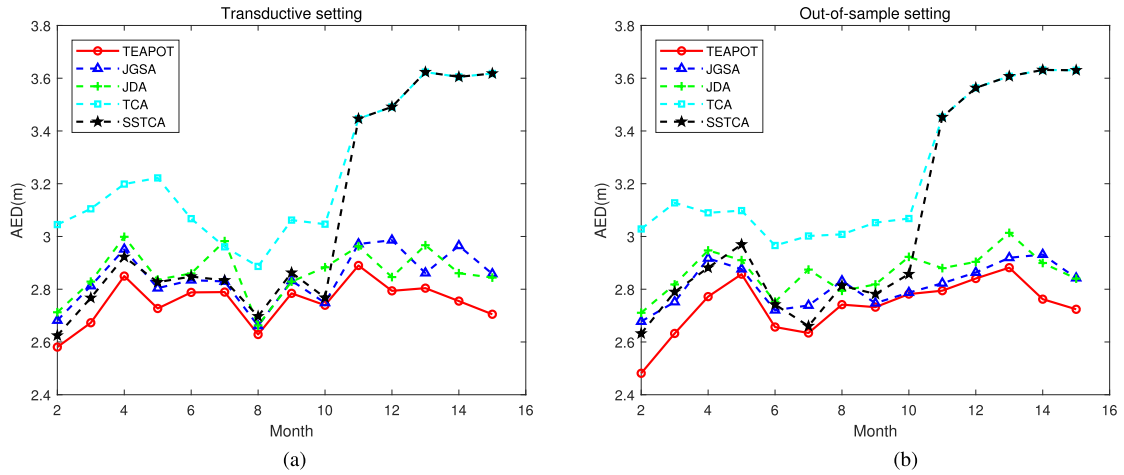 Transductive setting
3.8
3.6
3.4
3.2
3
2.8
2.6
2.4
AED(m)
TEAPOT
JGSA
JDA
TCA
SSTCA
2 4 6 8 10 12 14 16
Month
(a)
Out-of-sample setting
3.8
3.6
3.4
3.2
3
2.8
2.6
2.4
AED(m)
TEAPOT
JGSA
JDA
TCA
SSTCA
2 4 6 8 10 12 14 16
Month
(b)